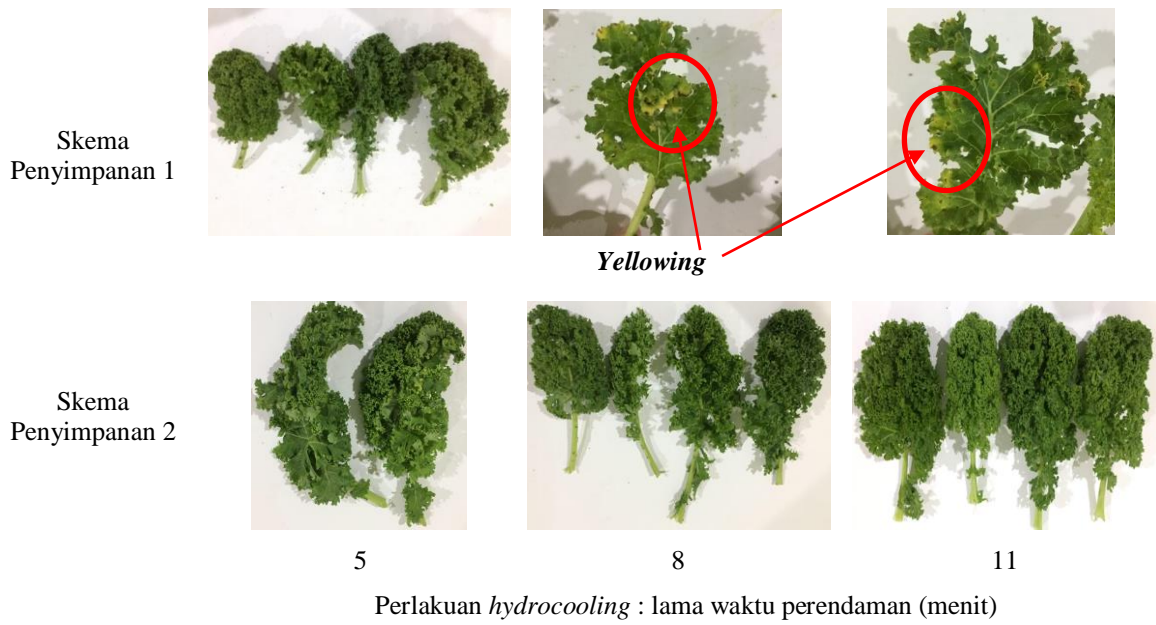 Skema
Penyimpanan 1
Yellowing
Skema
Penyimpanan 2
5 8 11
Perlakuan hydrocooling : lama waktu perendaman (menit)